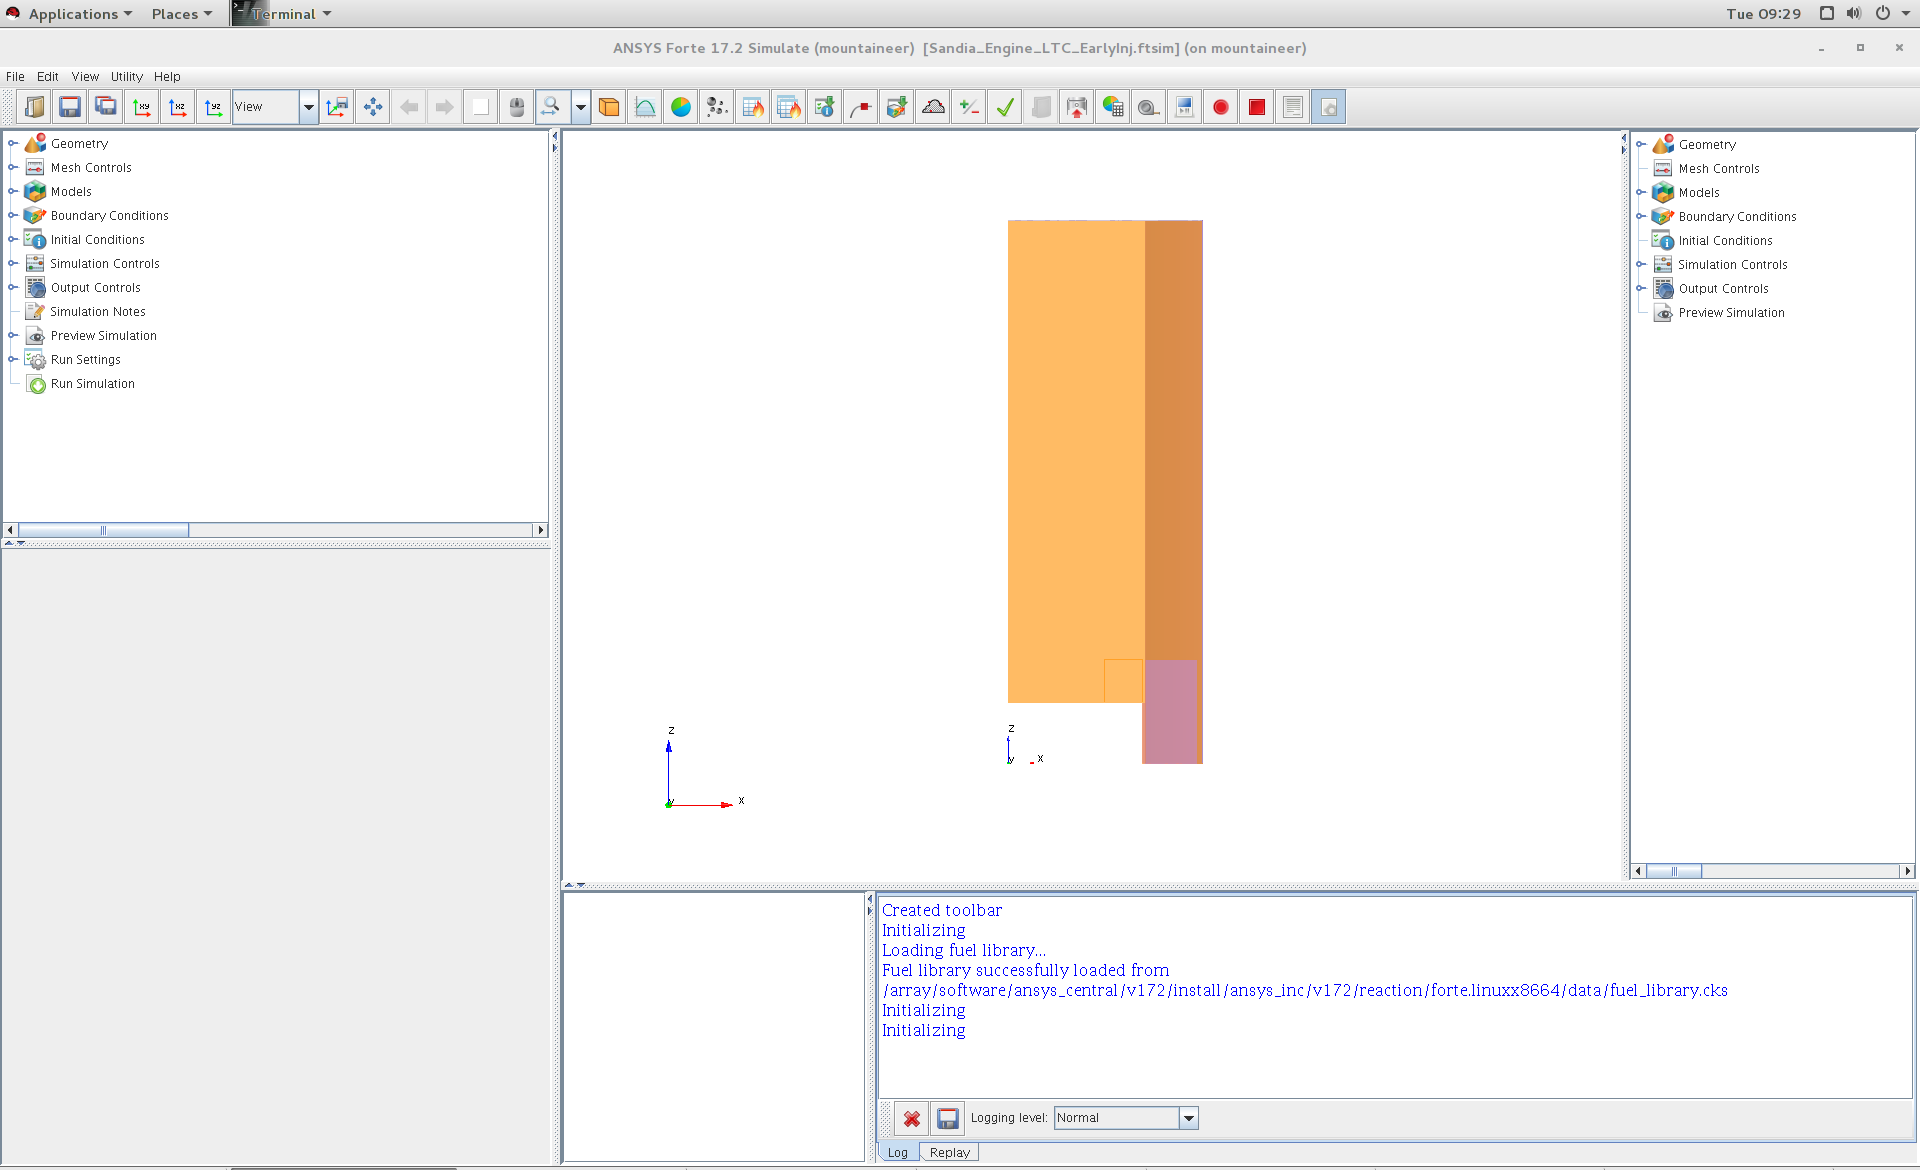 Applications Places Terminal Tue 09:29
ANSYS Forte 17.2 Simulate (mountaineer) [Sandia_Engine_LTC_EarlyInj.ftsim] (on mountaineer)
File Edit View Utility Help
xy xz yz View
Geometry
Mesh Controls
Models
Boundary Conditions
Initial Conditions
Simulation Controls
Output Controls
Simulation Notes
Preview Simulation
Run Settings
Run Simulation
z
y x
z
y x
Geometry
Mesh Controls
Models
Boundary Conditions
Initial Conditions
Simulation Controls
Output Controls
Preview Simulation
Created toolbar
Initializing
Loading fuel library...
Fuel library successfully loaded from
/array/software/ansys_central/v172/install/ansys_inc/v172/reaction/forte.linuxx8664/data/fuel_library.cks
Initializing
Initializing
Logging level: Normal
Log Replay